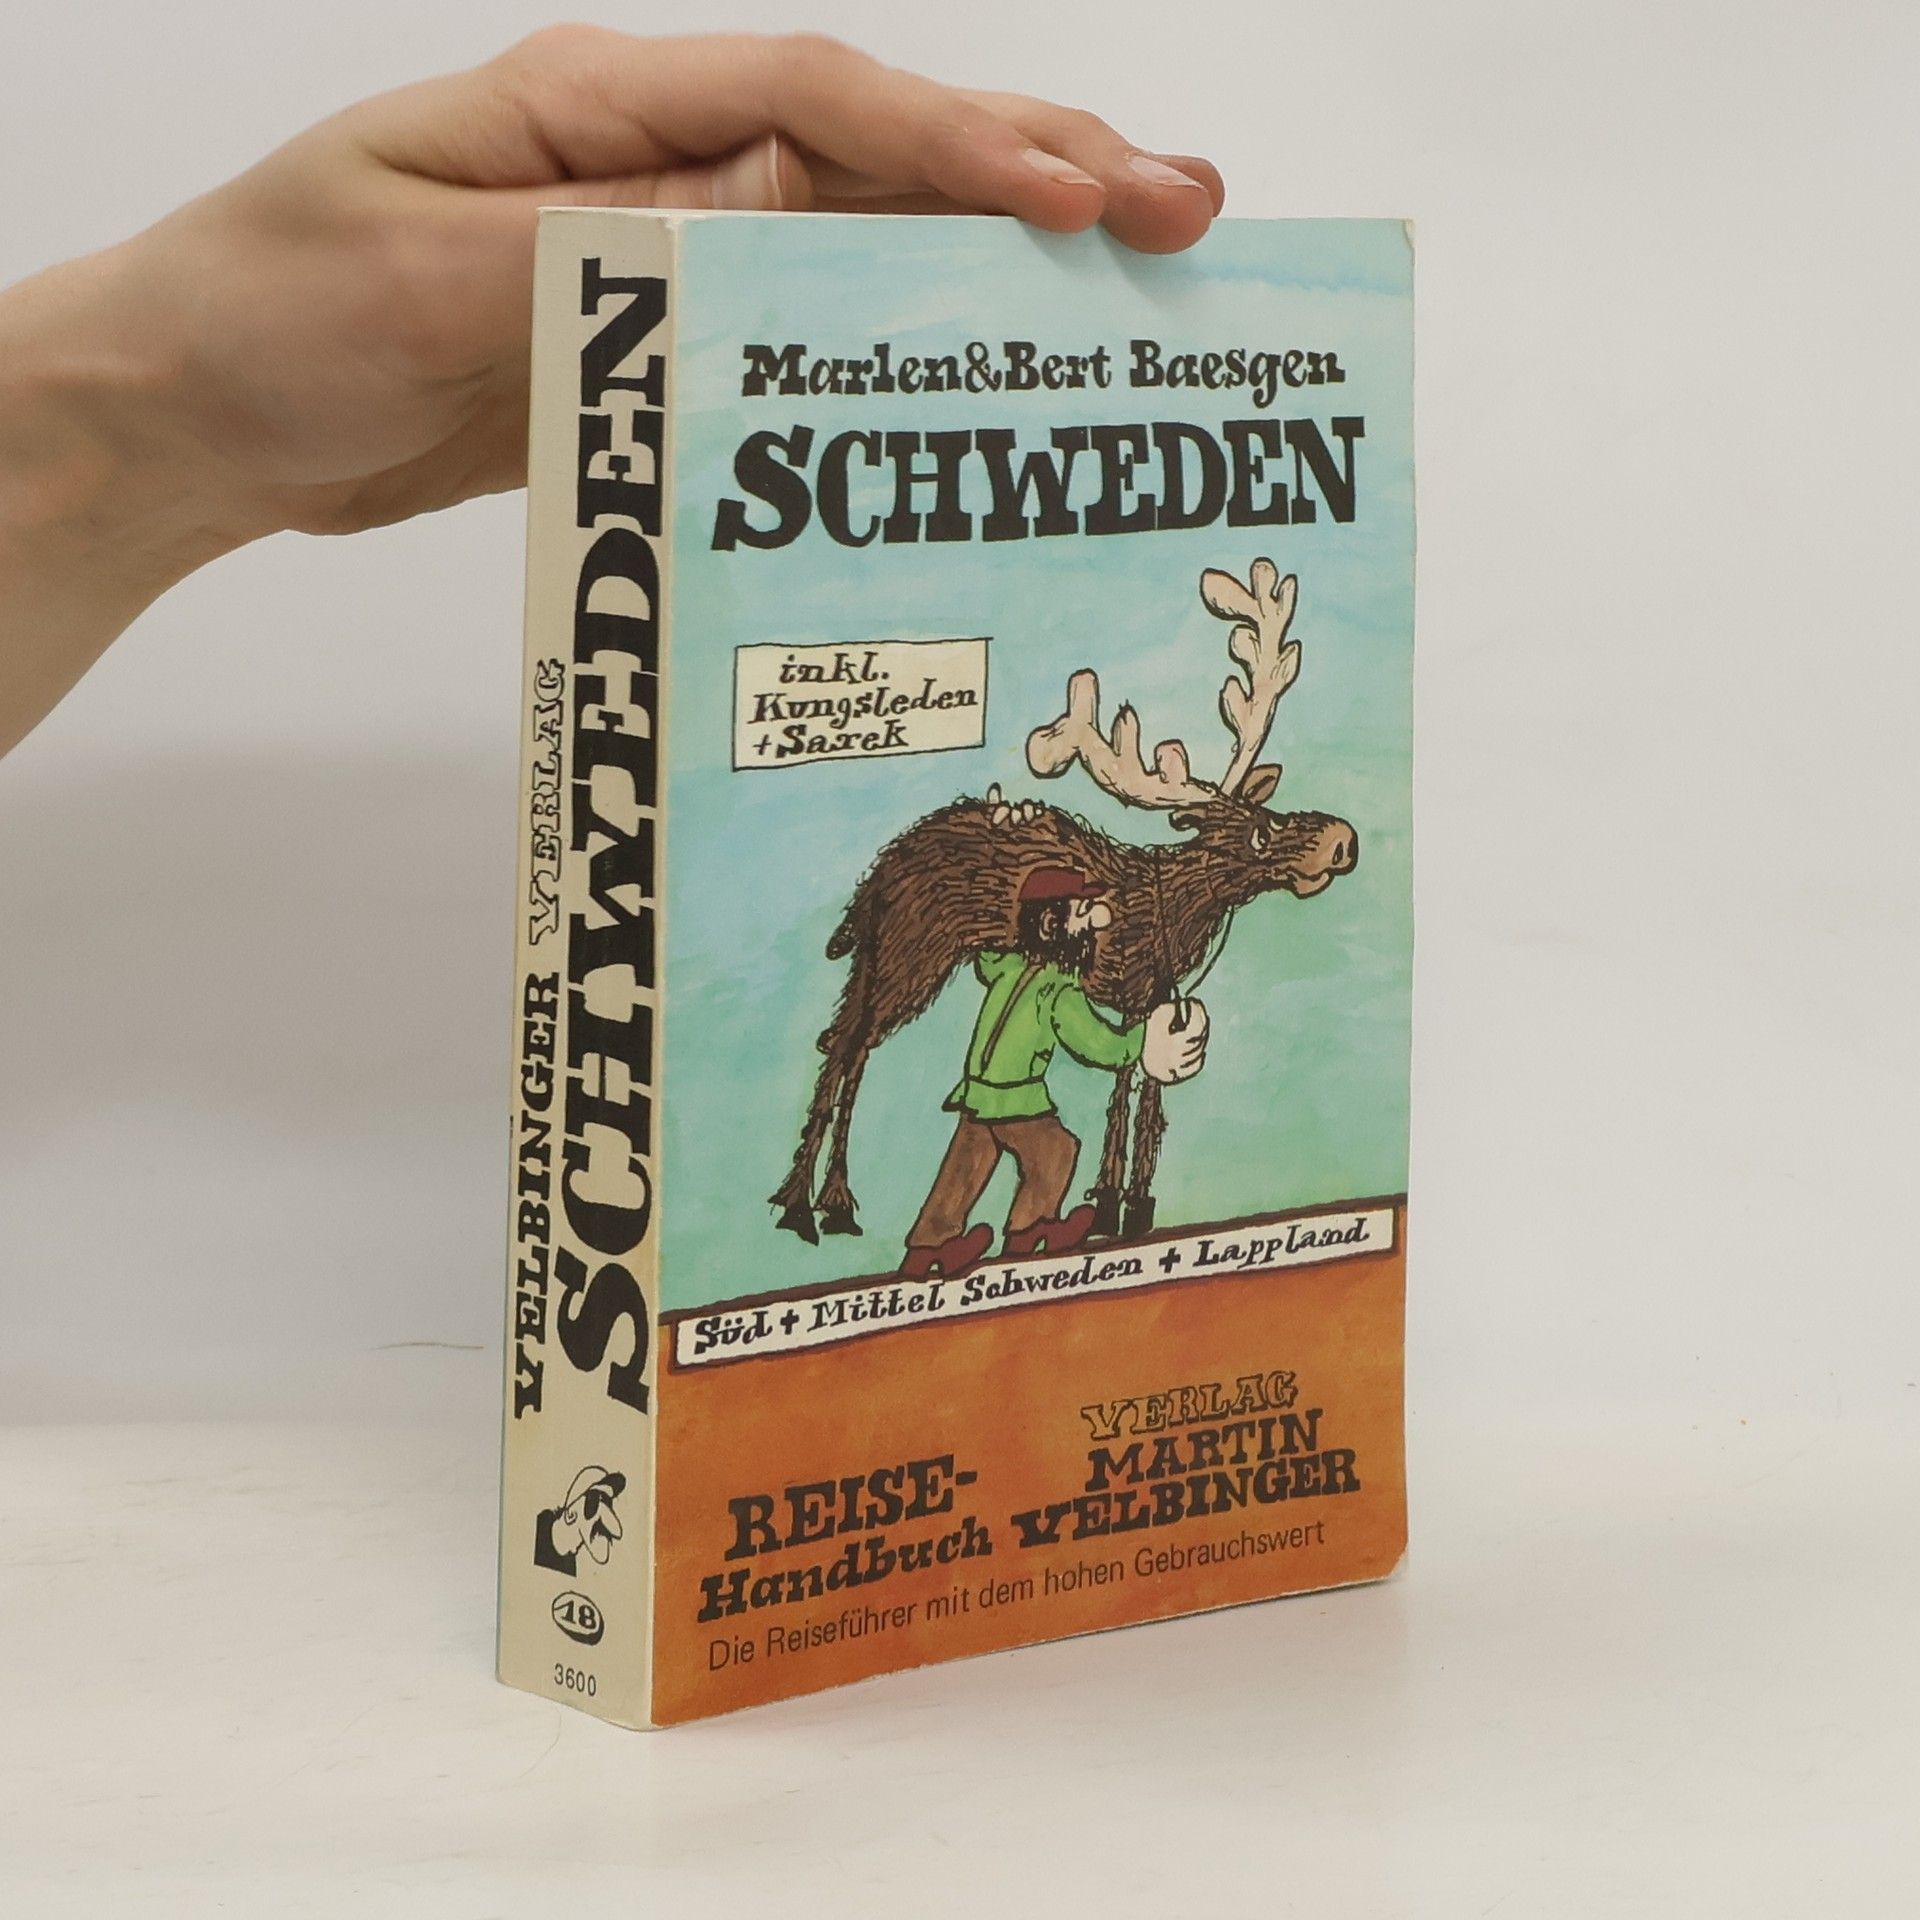 Marlen&Bert Baesgen
SCHWEDEN
inkl.
Kungsleden
+Sarek
Süd + Mittel Schweden + Lappland
REISE-
Handbuch
VERLAG
MARTIN
VELBINGER
Die Reiseführer mit dem hohen Gebrauchswert
VELBINGER VERLAG
SCHWEDEN
18
3600